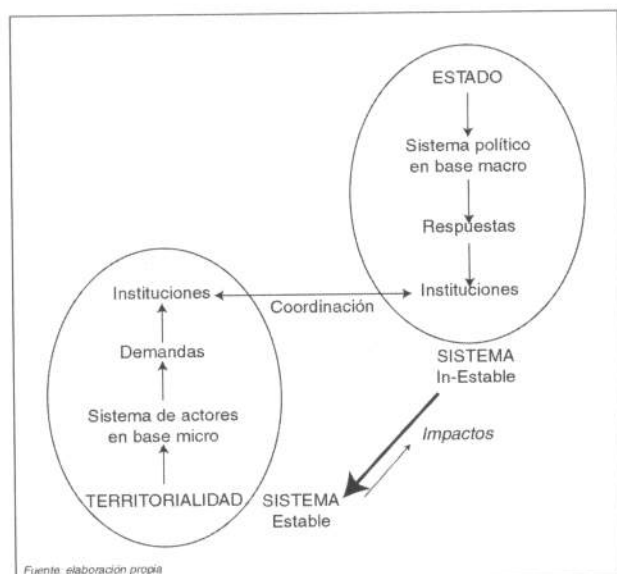 ESTADO
Sistema político
en base macro
Respuestas
Instituciones
Instituciones
Coordinación
Demandas
SISTEMA
In-Estable
Sistema de actores
en base micro
Impactos
TERRITORIALIDAD
SISTEMA
Estable
Fuente elaboración propia